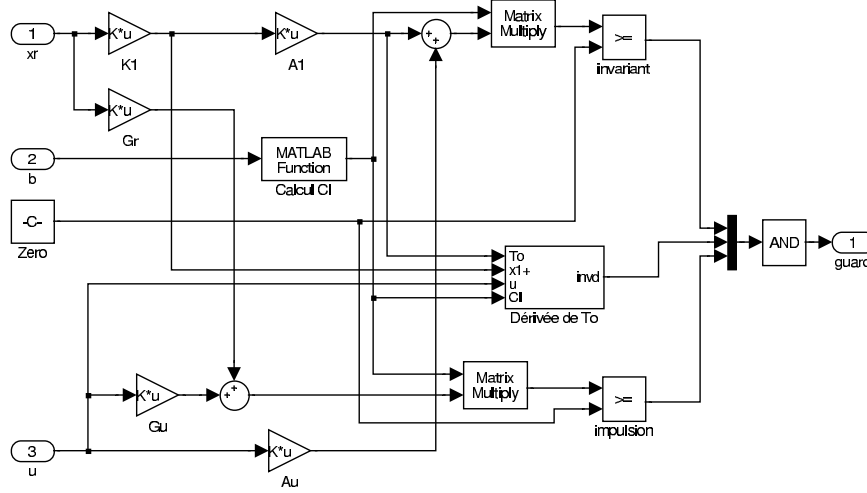 1
xr
K*u
K1
K*u
A1
+
+
Matrix
Multiply
>=
invariant
K*u
Gr
2
b
MATLAB
Function
Calcul CI
-C-
Zero
To
x1+
u
CI
invd
Dérivée de To
AND
1
guard
K*u
Gu
+
+
Matrix
Multiply
>=
impulsion
3
u
K*u
Au